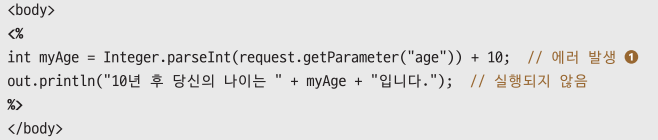 <body>
<%
int myAge = Integer.parseInt(request.getParameter("age")) + 10;  // 에러 발생 ❶
out.println("10년 후 당신의 나이는 " + myAge + "입니다.");  // 실행되지 않음
%>
</body>